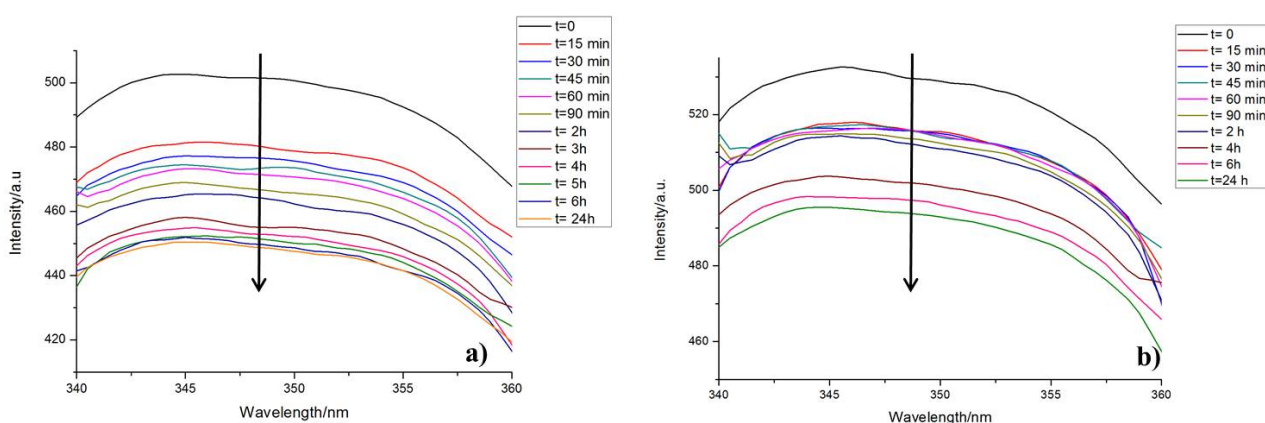 t=0
t=15 min
t=30 min
t=45 min
t=60 min
t=90 min
t= 2h
t= 3h
t= 4h
t= 5h
t= 6h
t= 24h
500
480
460
440
420
Intensity/a.u
a)
340
345
350
355
360
Wavelength/nm
t= 0
t= 15 min
t= 30 min
t= 45 min
t= 60 min
t= 90 min
t= 2 h
t= 4h
t= 6h
t=24 h
520
500
480
460
Intensity/a.u.
b)
340
345
350
355
360
Wavelength/nm